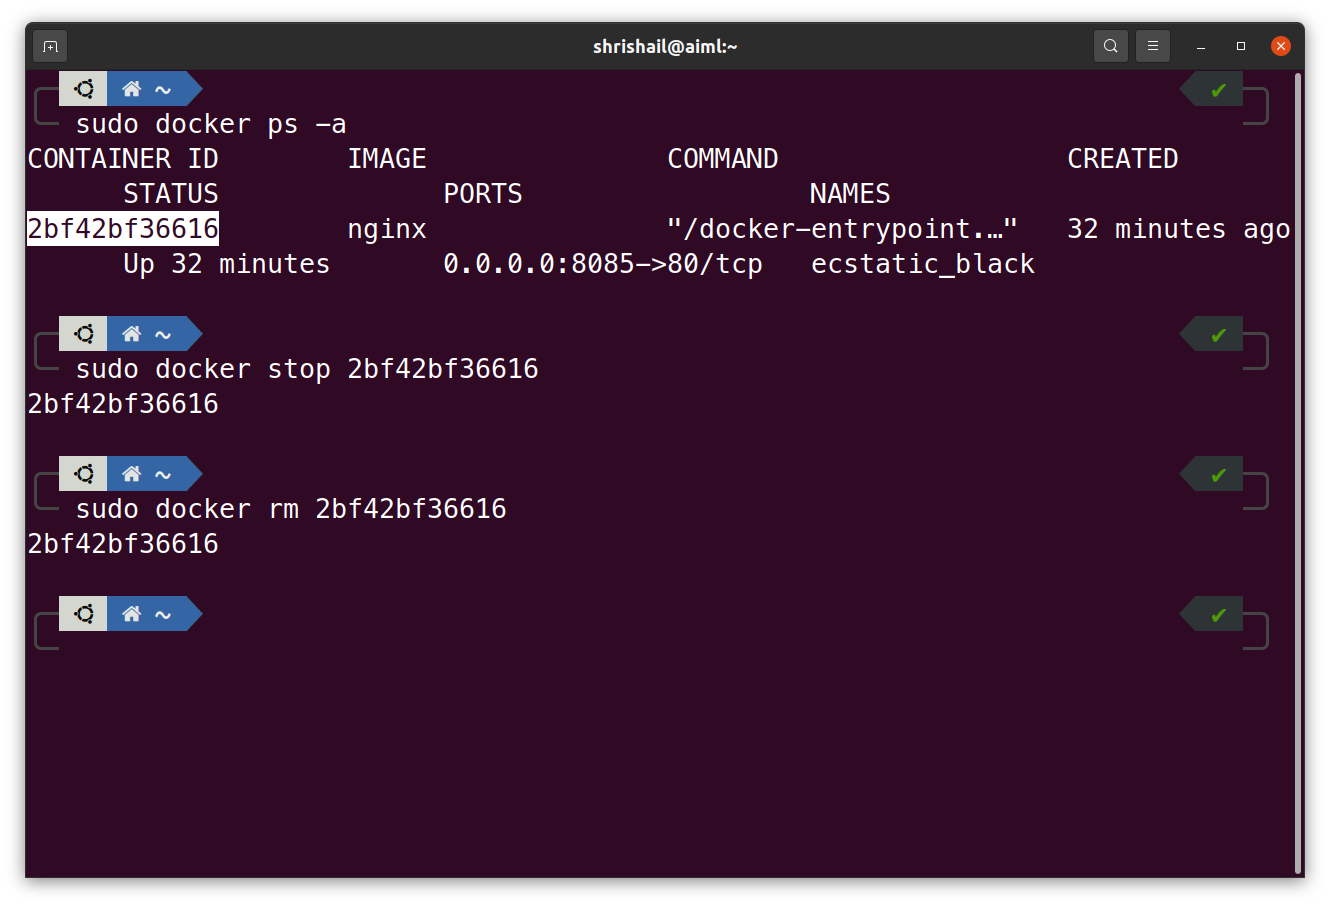 shrishail@aiml:~
~
sudo docker ps -a
CONTAINER ID        IMAGE               COMMAND                  CREATED
      STATUS              PORTS                  NAMES
2bf42bf36616        nginx               "/docker-entrypoint.…"   32 minutes ago
      Up 32 minutes       0.0.0.0:8085->80/tcp   ecstatic_black
~
sudo docker stop 2bf42bf36616
2bf42bf36616
~
sudo docker rm 2bf42bf36616
2bf42bf36616
~